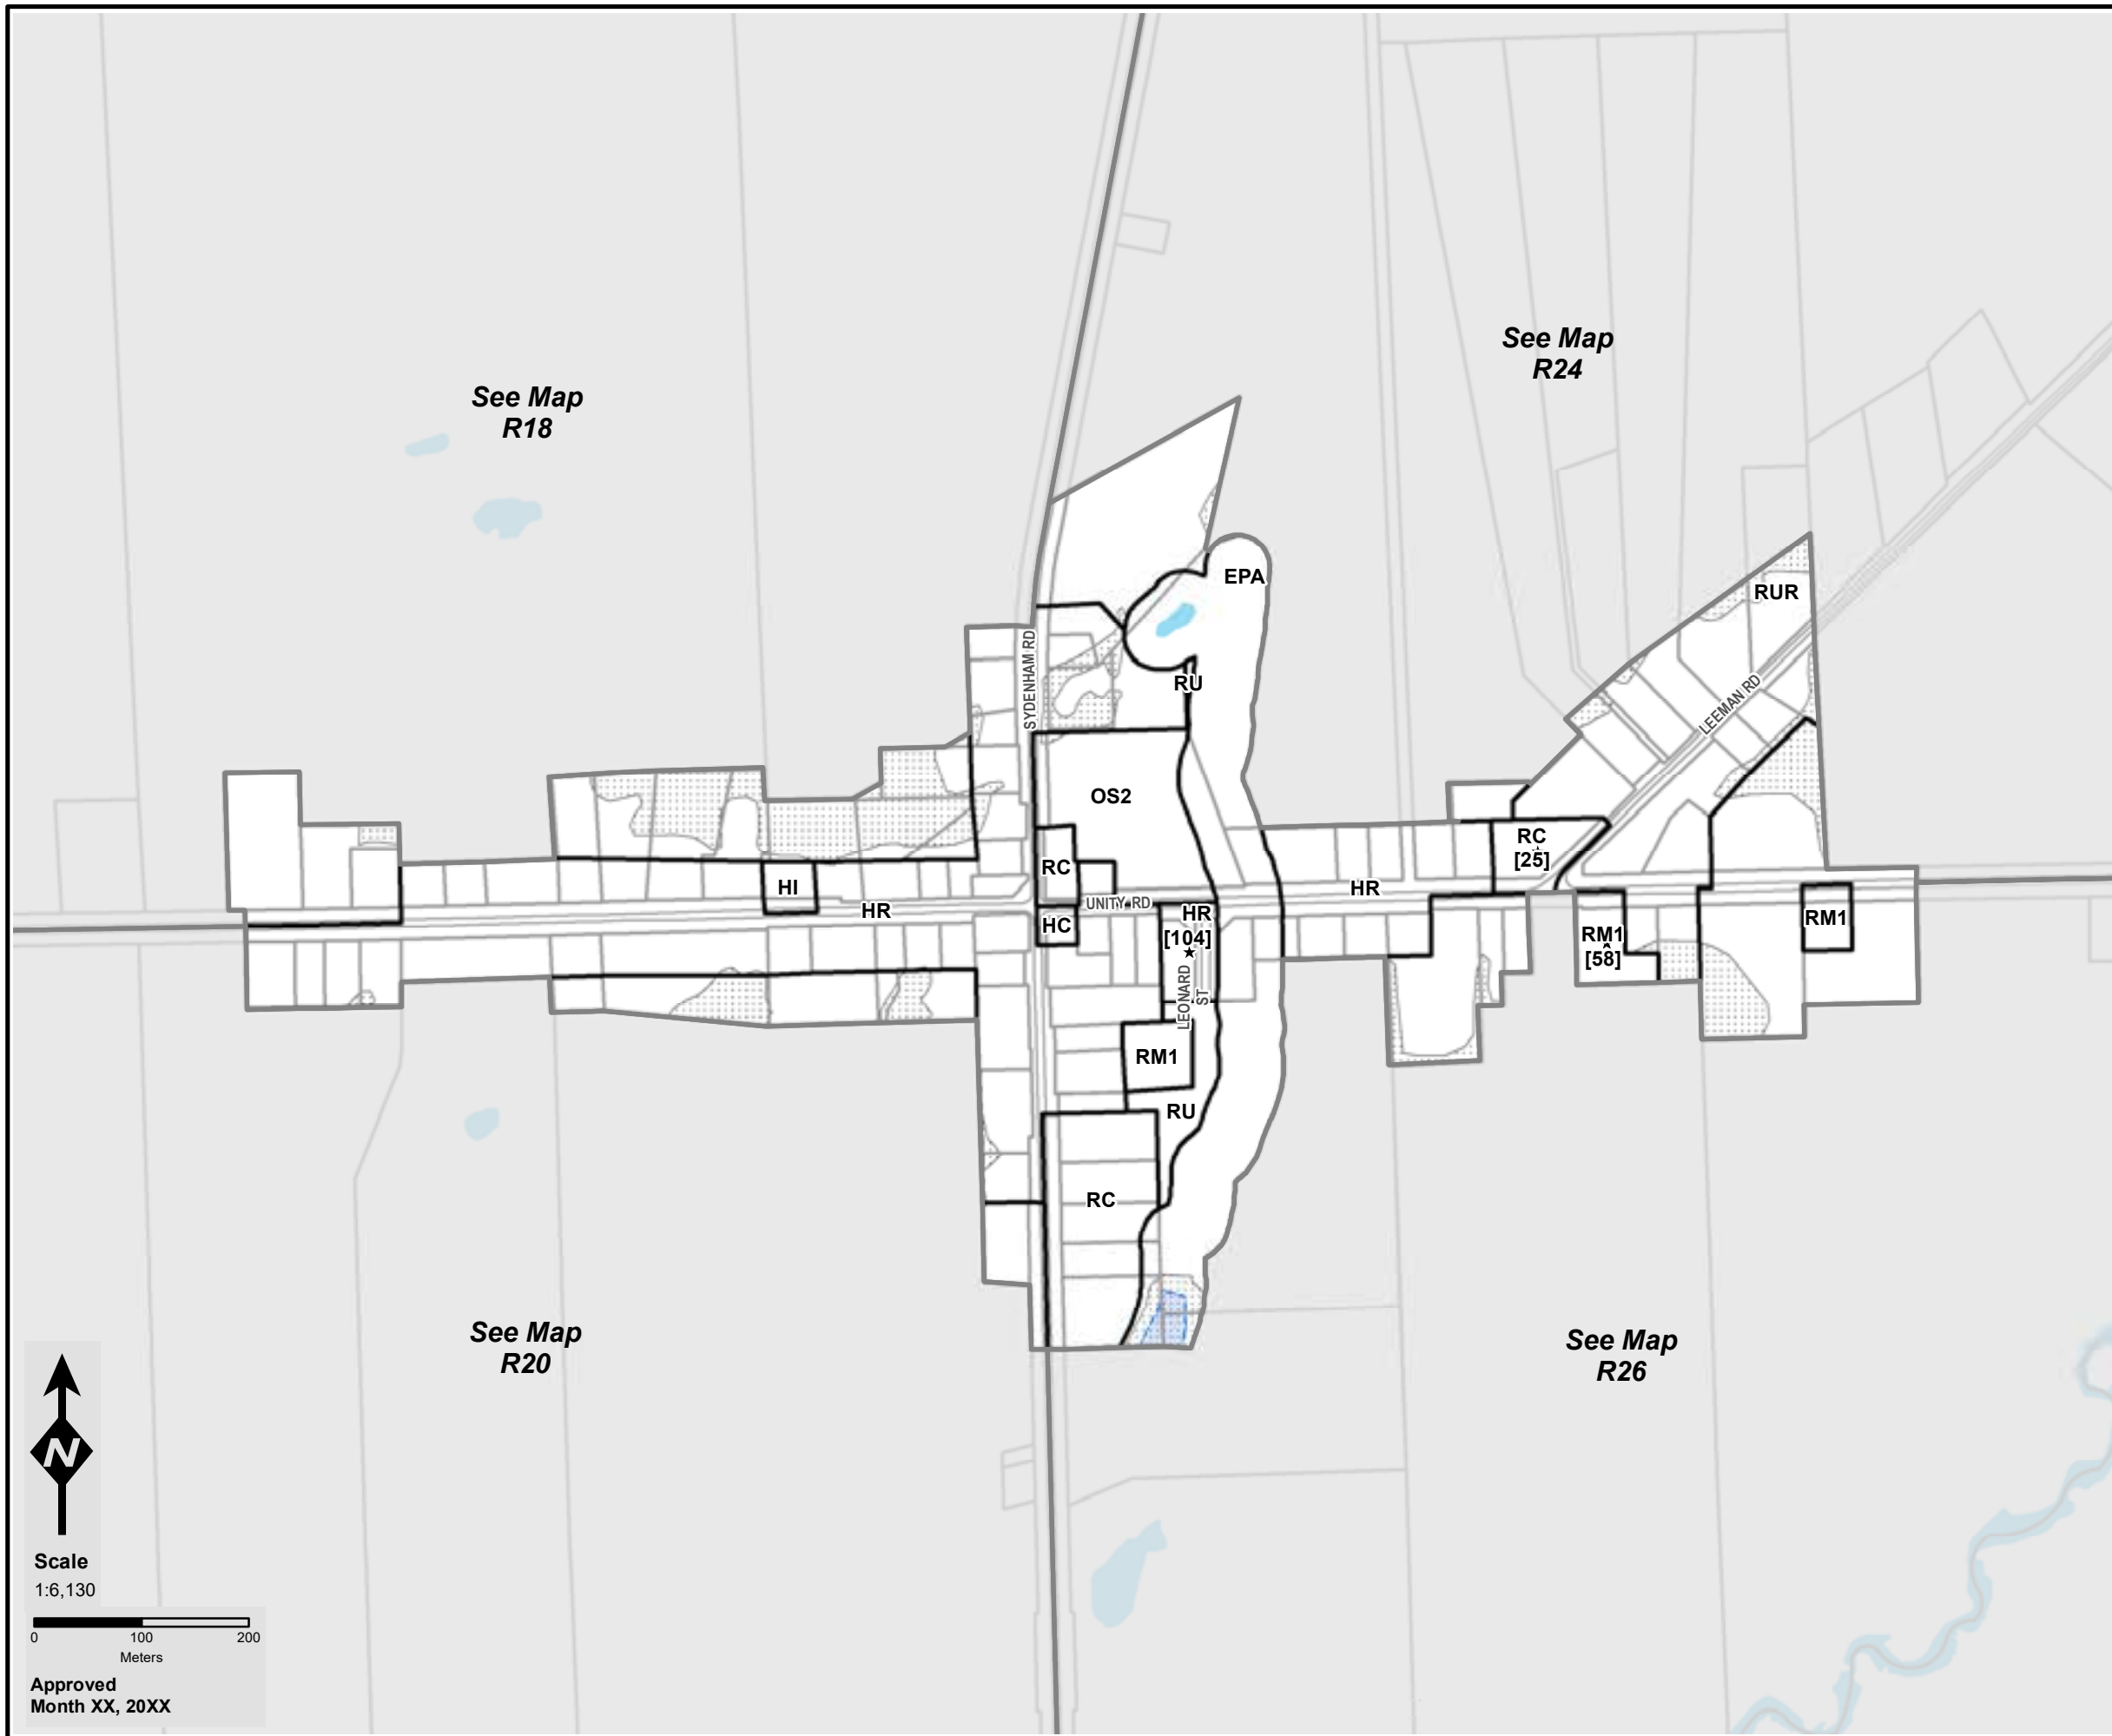 See Map
R24
See Map
R18
EPA
RUR
SYDENHAM RD
RU
LEEMAN RD
OS2
RC
[25]
RC
HI
HR
HR
UNITY RD
HR
[104]
HC
RM1
RM1
[58]
LEONARD
ST
RM1
RU
RC
See Map
R20
See Map
R26
N
Scale
1:6,130
0 100 200
Meters
Approved
Month XX, 20XX